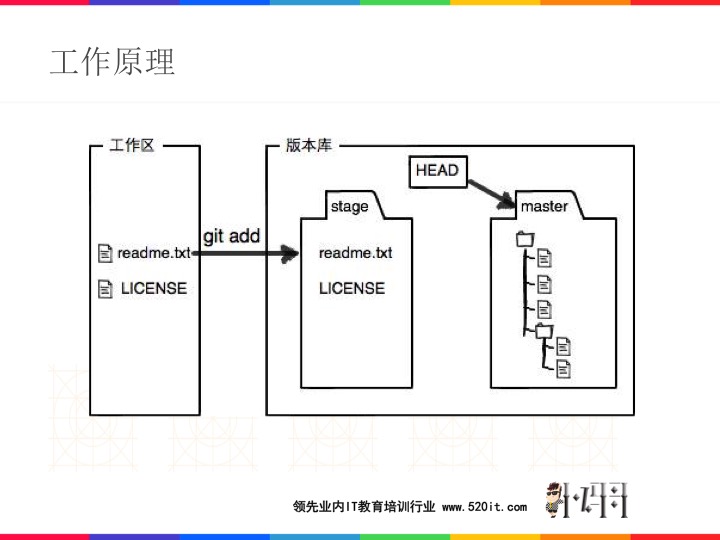 工作原理
工作区
版本库
HEAD
stage
master
git add
readme.txt
readme.txt
LICENSE
LICENSE
领先业内IT教育培训行业 www.520it.com
小码哥